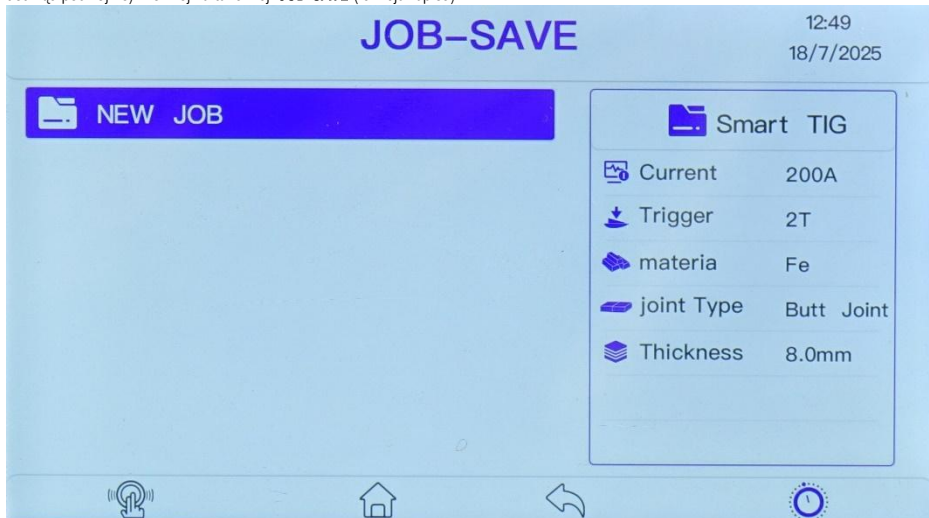 JOB-SAVE
12:49
18/7/2025
NEW JOB
Smart TIG
Current 200A
Trigger 2T
materia Fe
joint Type Butt Joint
Thickness 8.0mm